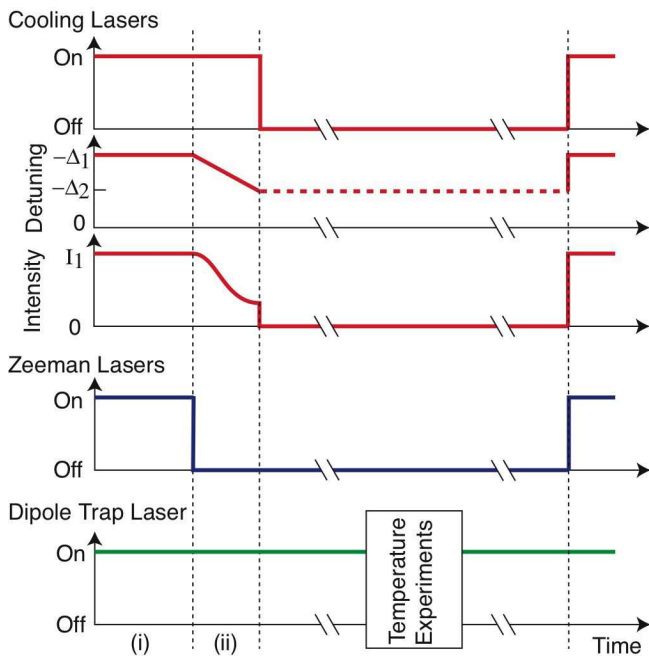 Cooling Lasers
On
Off
Detuning
−Δ1
−Δ2
0
Intensity
I1
0
Zeeman Lasers
On
Off
Dipole Trap Laser
On
Off
Temperature
Experiments
(i)
(ii)
Time